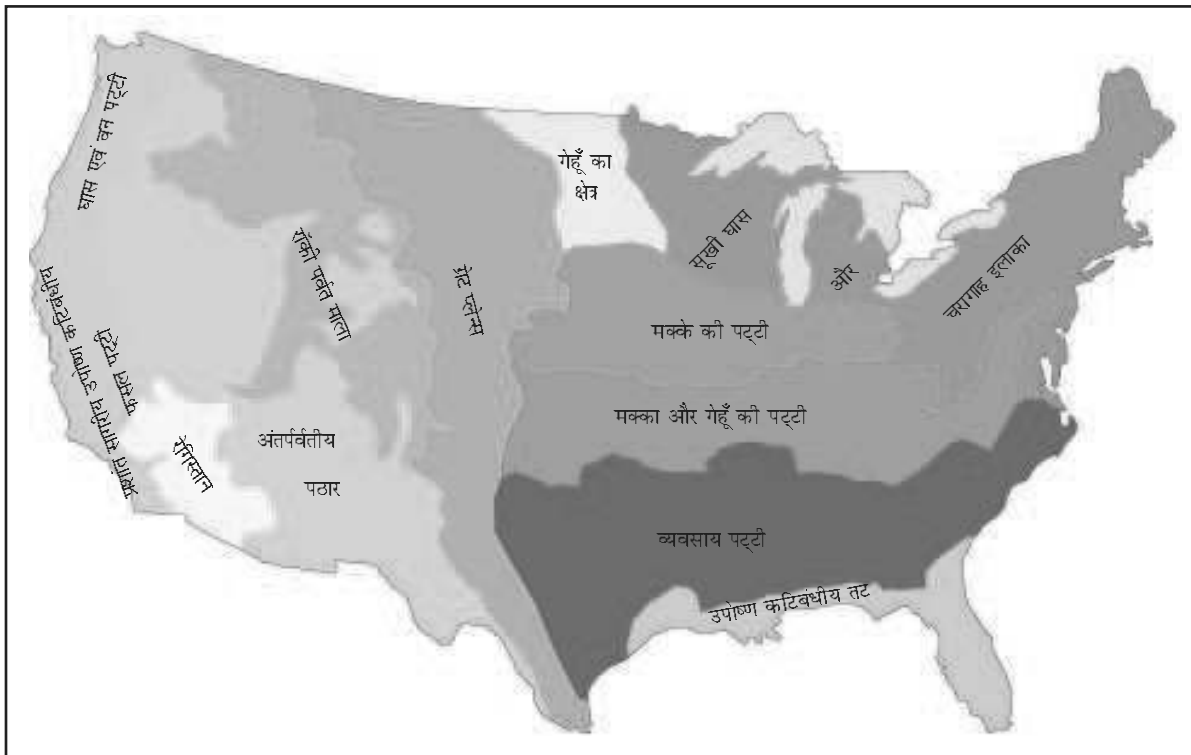 घास एवं वन पट्टी
गेहूँ का
क्षेत्र
सूखी घास
और
चरागाह इलाका
रॉकी पर्वत माला
ग्रेट प्लेन्स
मक्के की पट्टी
प्रशांत सागरीय उपोष्ण कटिबंधीय
फसल पट्टी
मक्का और गेहूँ की पट्टी
रेगिस्तान
अंतर्पर्वतीय
पठार
व्यवसाय पट्टी
उपोष्ण कटिबंधीय तट